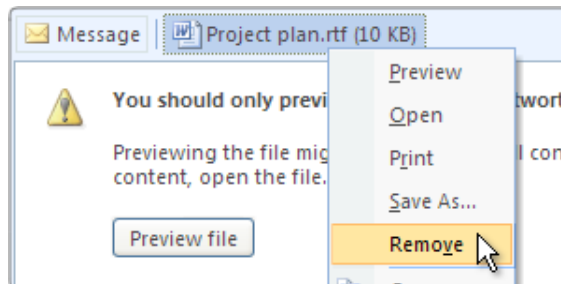 Message
Project plan.rtf (10 KB)
You should only previ
Previewing the file mig
content, open the file.
Preview file
Preview
Open
Print
Save As...
Remove